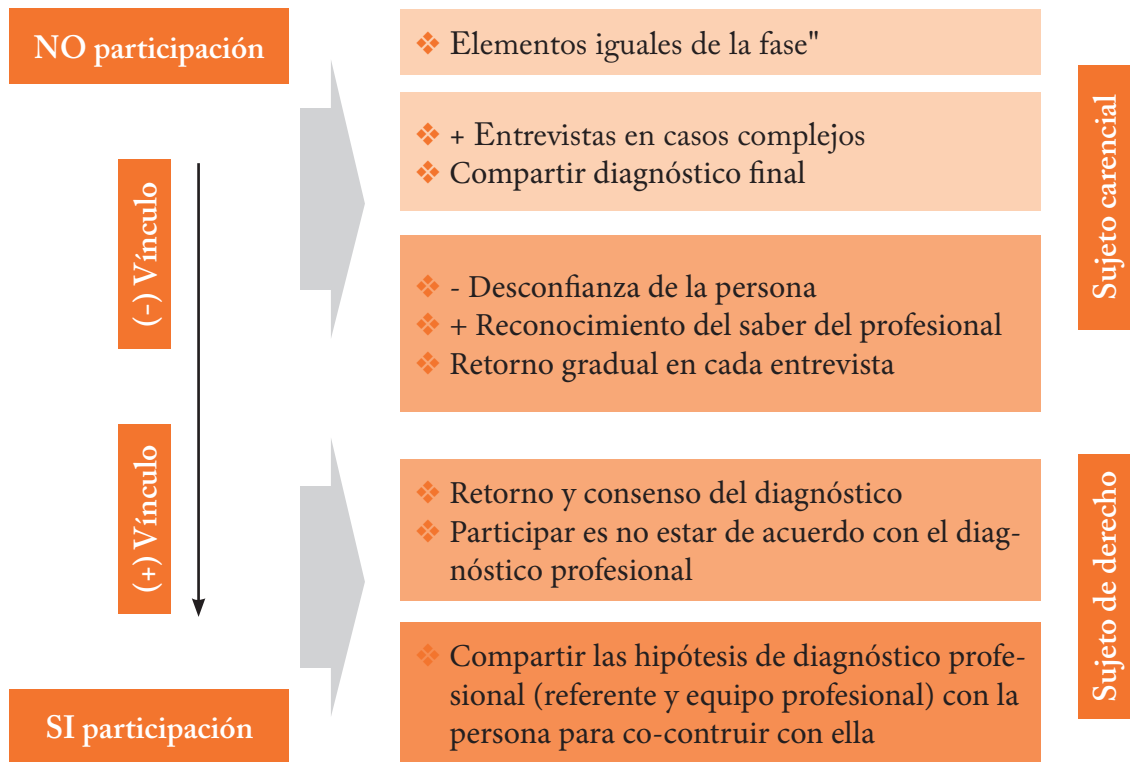 NO participación
❖ Elementos iguales de la fase"
❖ + Entrevistas en casos complejos
❖ Compartir diagnóstico final
❖ - Desconfianza de la persona
❖ + Reconocimiento del saber del profesional
❖ Retorno gradual en cada entrevista
Sujeto carencial
(-) Vínculo
(+) Vínculo
❖ Retorno y consenso del diagnóstico
❖ Participar es no estar de acuerdo con el diag-
nóstico profesional
❖ Compartir las hipótesis de diagnóstico profe-
sional (referente y equipo profesional) con la
persona para co-contruir con ella
Sujeto de derecho
SI participación